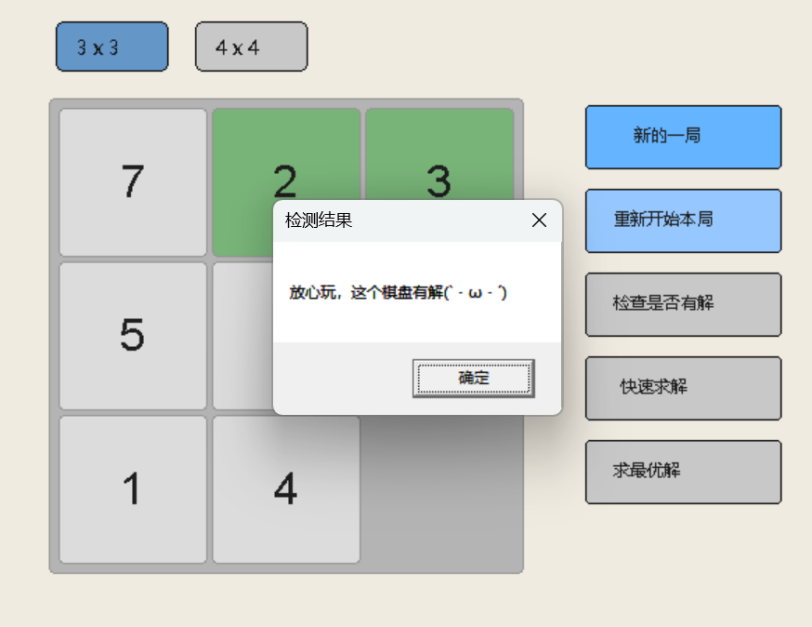 3 x 3
4 x 4
7
2
3
新的一局
检测结果
重新开始本局
放心玩，这个棋盘有解(ﾟ- ω -ﾟ)
检查是否有解
5
确定
快速求解
求最优解
1
4